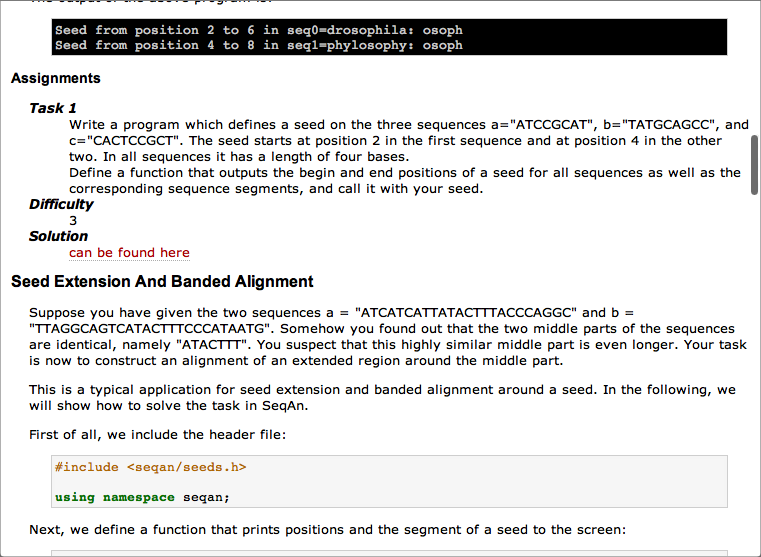 The output of the above program is:
Seed from position 2 to 6 in seq0=drosophila: osoph
Seed from position 4 to 8 in seq1=phylosophy: osoph
Assignments
Task 1
Write a program which defines a seed on the three sequences a="ATCCGCAT", b="TATGCAGCC", and
c="CACTCCGCT". The seed starts at position 2 in the first sequence and at position 4 in the other
two. In all sequences it has a length of four bases.
Define a function that outputs the begin and end positions of a seed for all sequences as well as the
corresponding sequence segments, and call it with your seed.
Difficulty
3
Solution
can be found here
Seed Extension And Banded Alignment
Suppose you have given the two sequences a = "ATCATCATTATACTTTACCCAGGC" and b =
"TTAGGCAGTCATACTTTCCCATAATG". Somehow you found out that the two middle parts of the sequences
are identical, namely "ATACTTT". You suspect that this highly similar middle part is even longer. Your task
is now to construct an alignment of an extended region around the middle part.
This is a typical application for seed extension and banded alignment around a seed. In the following, we
will show how to solve the task in SeqAn.
First of all, we include the header file:
#include <seqan/seeds.h>
using namespace seqan;
Next, we define a function that prints positions and the segment of a seed to the screen: